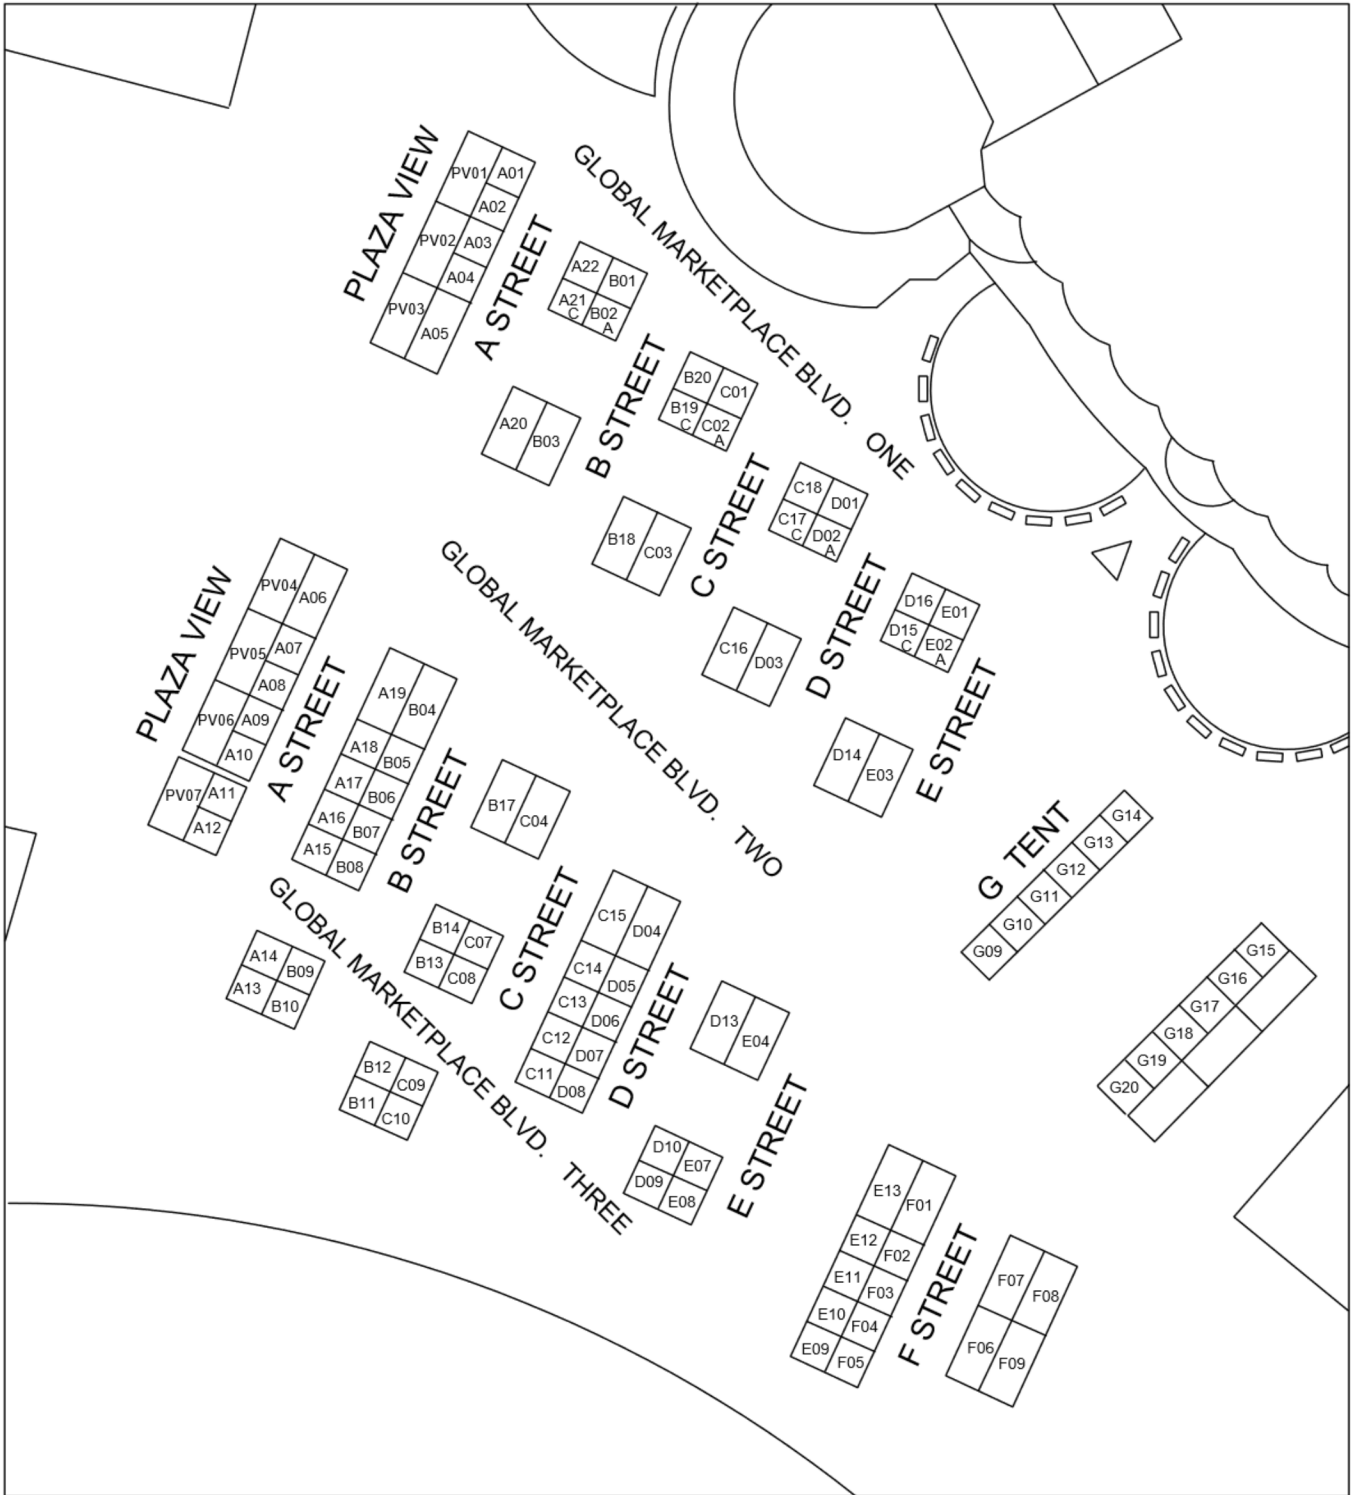 PLAZA VIEW
PV01
A01
A02
PV02
A03
A04
PV03
A05
A STREET
GLOBAL MARKETPLACE BLVD. ONE
A22
B01
A21
C
B02
A
A20
B03
B STREET
B20
C01
B19
C
C02
A
B18
C03
C STREET
C18
D01
C17
C
D02
A
C16
D03
D STREET
D16
E01
D15
C
E02
A
D14
E03
E STREET
GLOBAL MARKETPLACE BLVD. TWO
PLAZA VIEW
PV04
A06
PV05
A07
A08
PV06
A09
A10
PV07
A11
A12
A STREET
A19
B04
A18
B05
A17
B06
A16
B07
A15
B08
B STREET
B17
C04
B14
C07
B13
C08
C STREET
C15
D04
C14
D05
C13
D06
C12
D07
C11
D08
D STREET
D13
E04
D10
E07
D09
E08
E STREET
GLOBAL MARKETPLACE BLVD. THREE
A14
B09
A13
B10
B12
C09
B11
C10
G TENT
G14
G13
G12
G11
G10
G09
G15
G16
G17
G18
G19
G20
E13
F01
E12
F02
E11
F03
E10
F04
E09
F05
F STREET
F07
F08
F06
F09